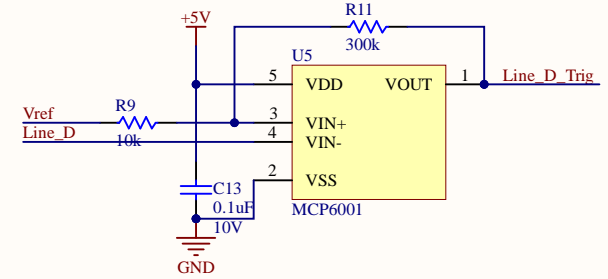 R11
+5V
300k
U5
5 VDD VOUT 1 Line_D_Trig
Vref R9 3 VIN+
Line_D 10k 4 VIN-
2 VSS
C13
0.1uF
10V
MCP6001
GND